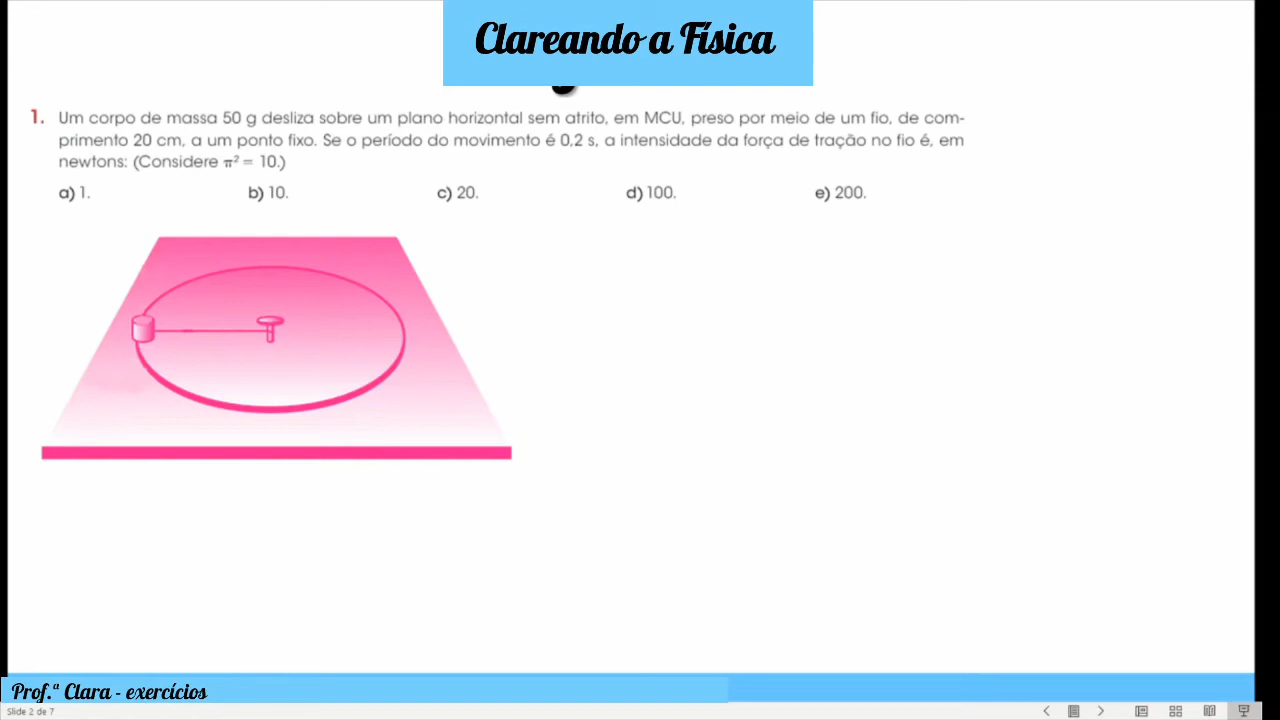 Clareando a Física
1. Um corpo de massa 50 g desliza sobre um plano horizontal sem atrito, em MCU, preso por meio de um fio, de com-
primento 20 cm, a um ponto fixo. Se o período do movimento é 0,2 s, a intensidade da força de tração no fio é, em
newtons: (Considere π² = 10.)
a) 1. b) 10. c) 20. d) 100. e) 200.
Prof.ª Clara - exercícios
Slide 2 de 7